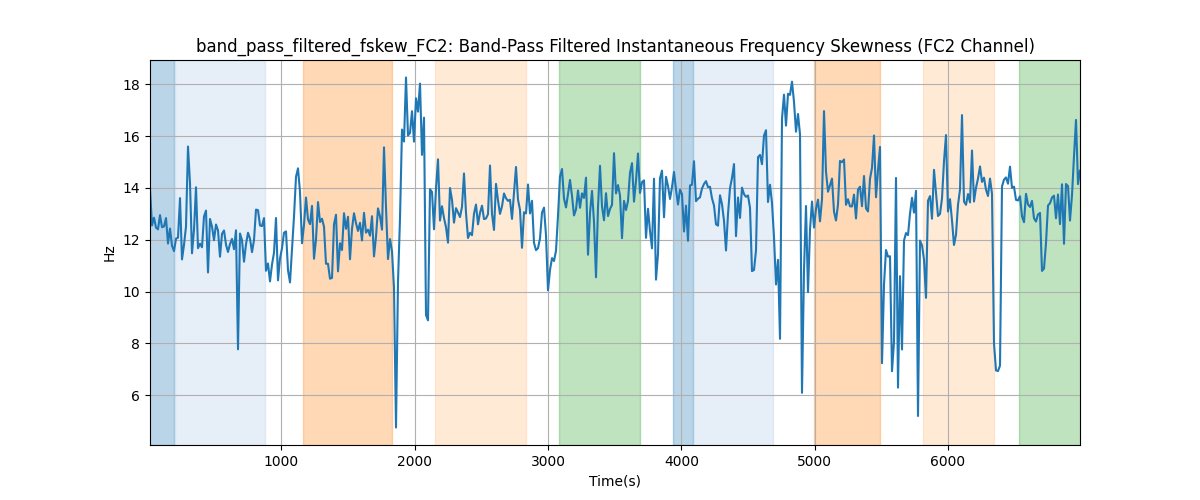 band_pass_filtered_fskew_FC2: Band-Pass Filtered Instantaneous Frequency Skewness (FC2 Channel)
18
16
14
12
10
8
6
Hz
1000 2000 3000 4000 5000 6000
Time(s)